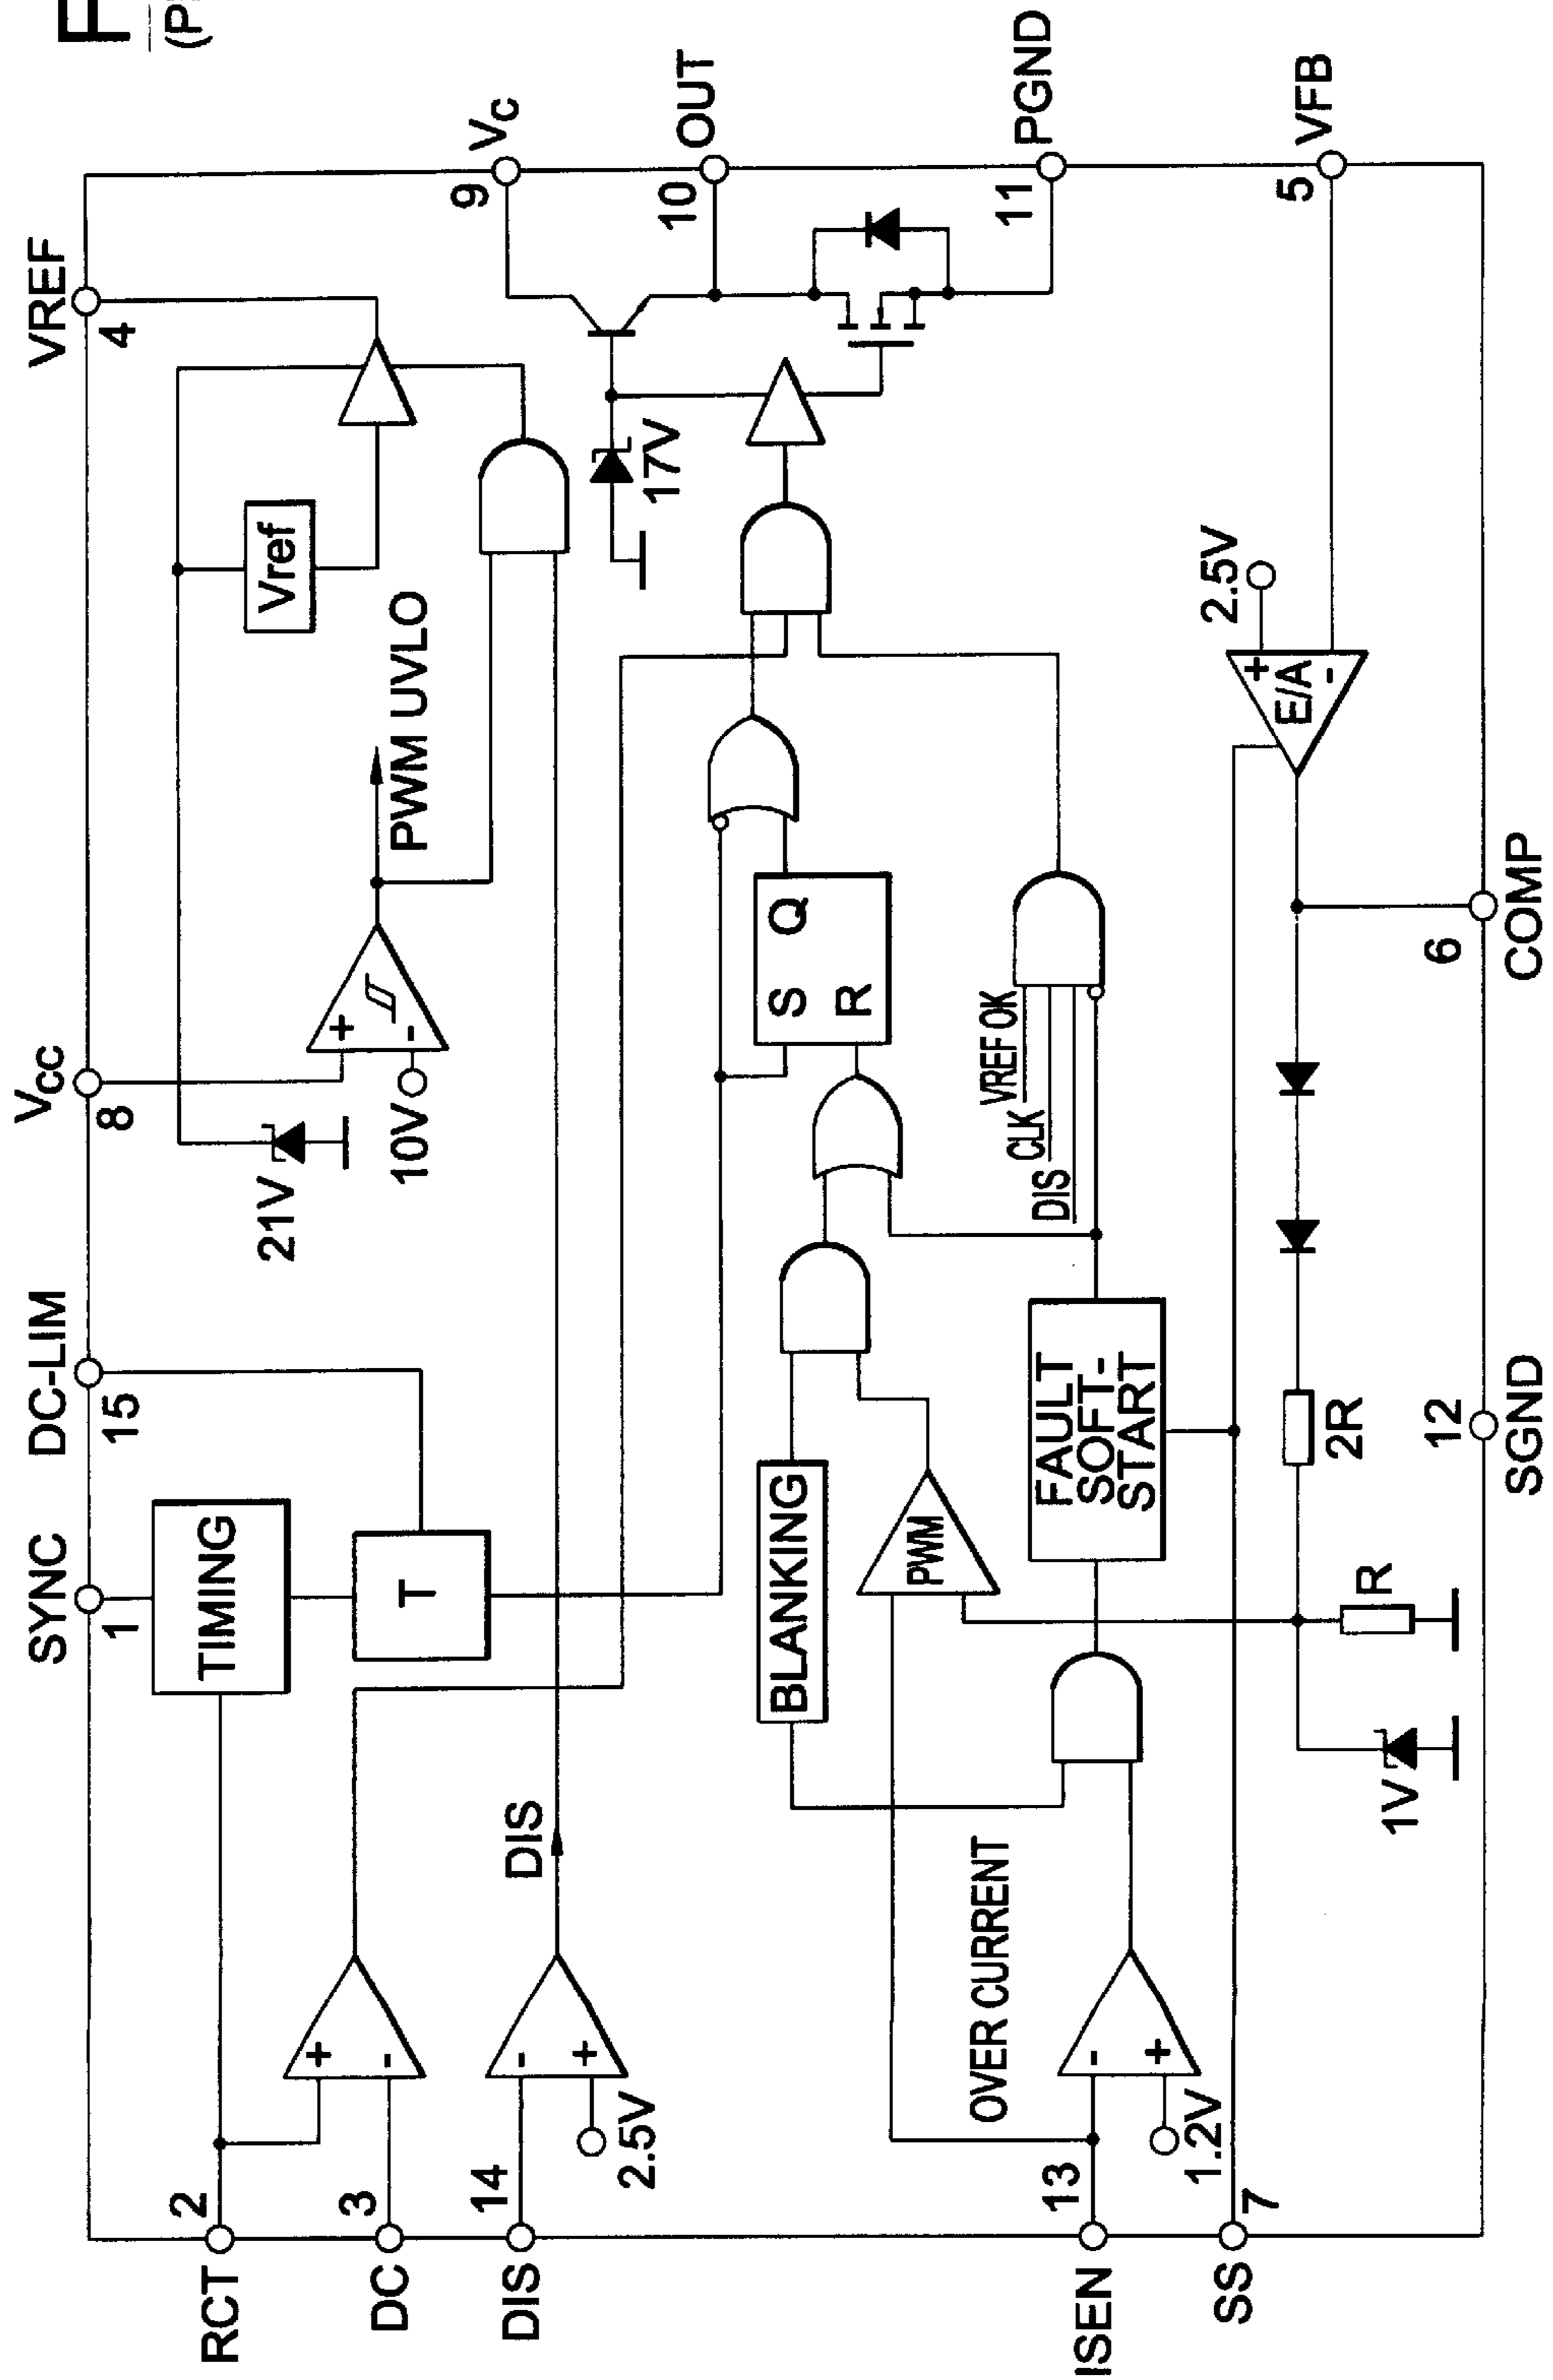 F
(P
SYNC
1
DC-LIM
15
VCC
8
VREF
4
TIMING
21V
Vref
T
10V
+
-
PWM UVLO
9
VC
RCT
2
DC
3
+
-
DIS
14
-
+
2.5V
DIS
17V
10
OUT
BLANKING
S
Q
R
PWM
OVER CURRENT
VREF OK
CLK
DIS
11
PGND
ISEN
13
-
+
1.2V
FAULT
SOFT-
START
SS
7
2.5V
+
E/A
-
5
VFB
1V
R
2R
12
SGND
6
COMP